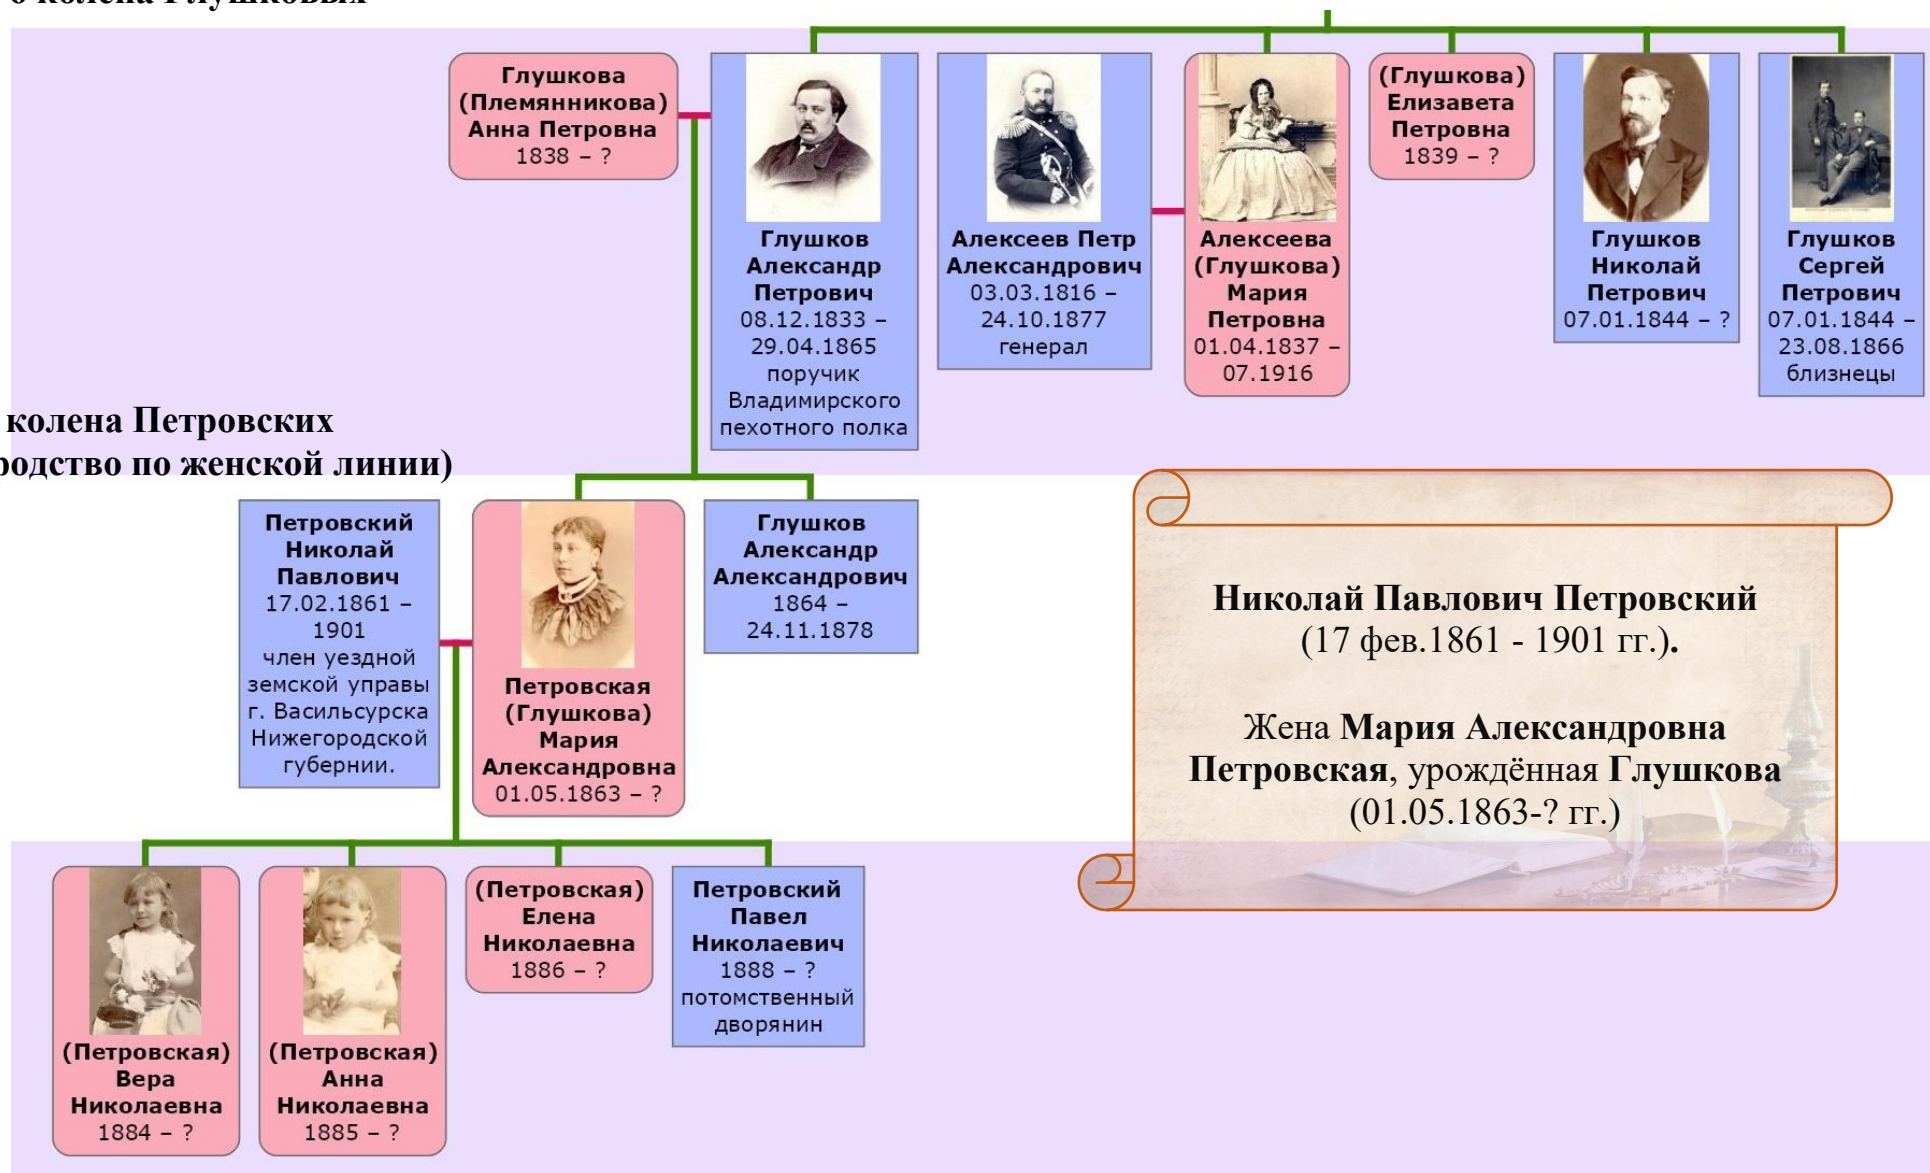 о колена Глушковых
Глушкова
(Племянникова)
Анна Петровна
1838 – ?
Глушков
Александр
Петрович
08.12.1833 –
29.04.1865
поручик
Владимирского
пехотного полка
Алексеев Петр
Александрович
03.03.1816 –
24.10.1877
генерал
Алексеева
(Глушкова)
Мария
Петровна
01.04.1837 –
07.1916
(Глушкова)
Елизавета
Петровна
1839 – ?
Глушков
Николай
Петрович
07.01.1844 – ?
Глушков
Сергей
Петрович
07.01.1844 –
23.08.1866
близнецы
колена Петровских
родство по женской линии)
Петровский
Николай
Павлович
17.02.1861 –
1901
член уездной
земской управы
г. Васильсурска
Нижегородской
губернии.
Петровская
(Глушкова)
Мария
Александровна
01.05.1863 – ?
Глушков
Александр
Александрович
1864 –
24.11.1878
Николай Павлович Петровский
(17 фев.1861 - 1901 гг.).
Жена Мария Александровна
Петровская, урождённая Глушкова
(01.05.1863-? гг.)
(Петровская)
Вера
Николаевна
1884 – ?
(Петровская)
Анна
Николаевна
1885 – ?
(Петровская)
Елена
Николаевна
1886 – ?
Петровский
Павел
Николаевич
1888 – ?
потомственный
дворянин